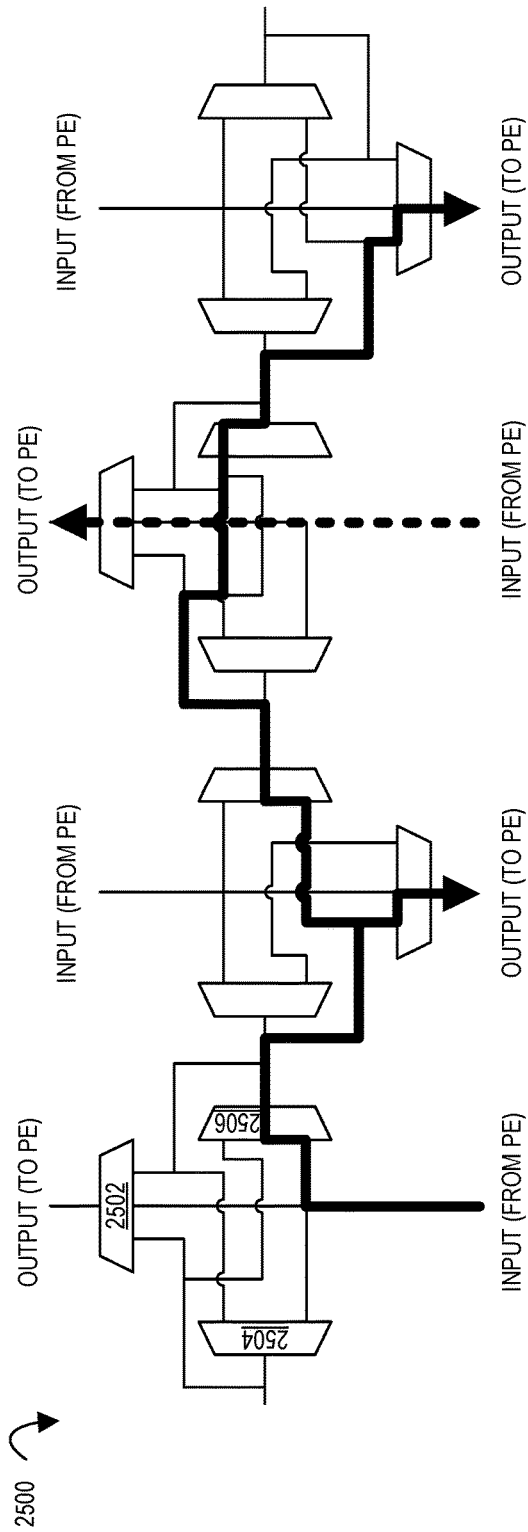 2500
OUTPUT (TO PE)
INPUT (FROM PE)
OUTPUT (TO PE)
INPUT (FROM PE)
2502
2504
2506
INPUT (FROM PE)
OUTPUT (TO PE)
INPUT (FROM PE)
OUTPUT (TO PE)